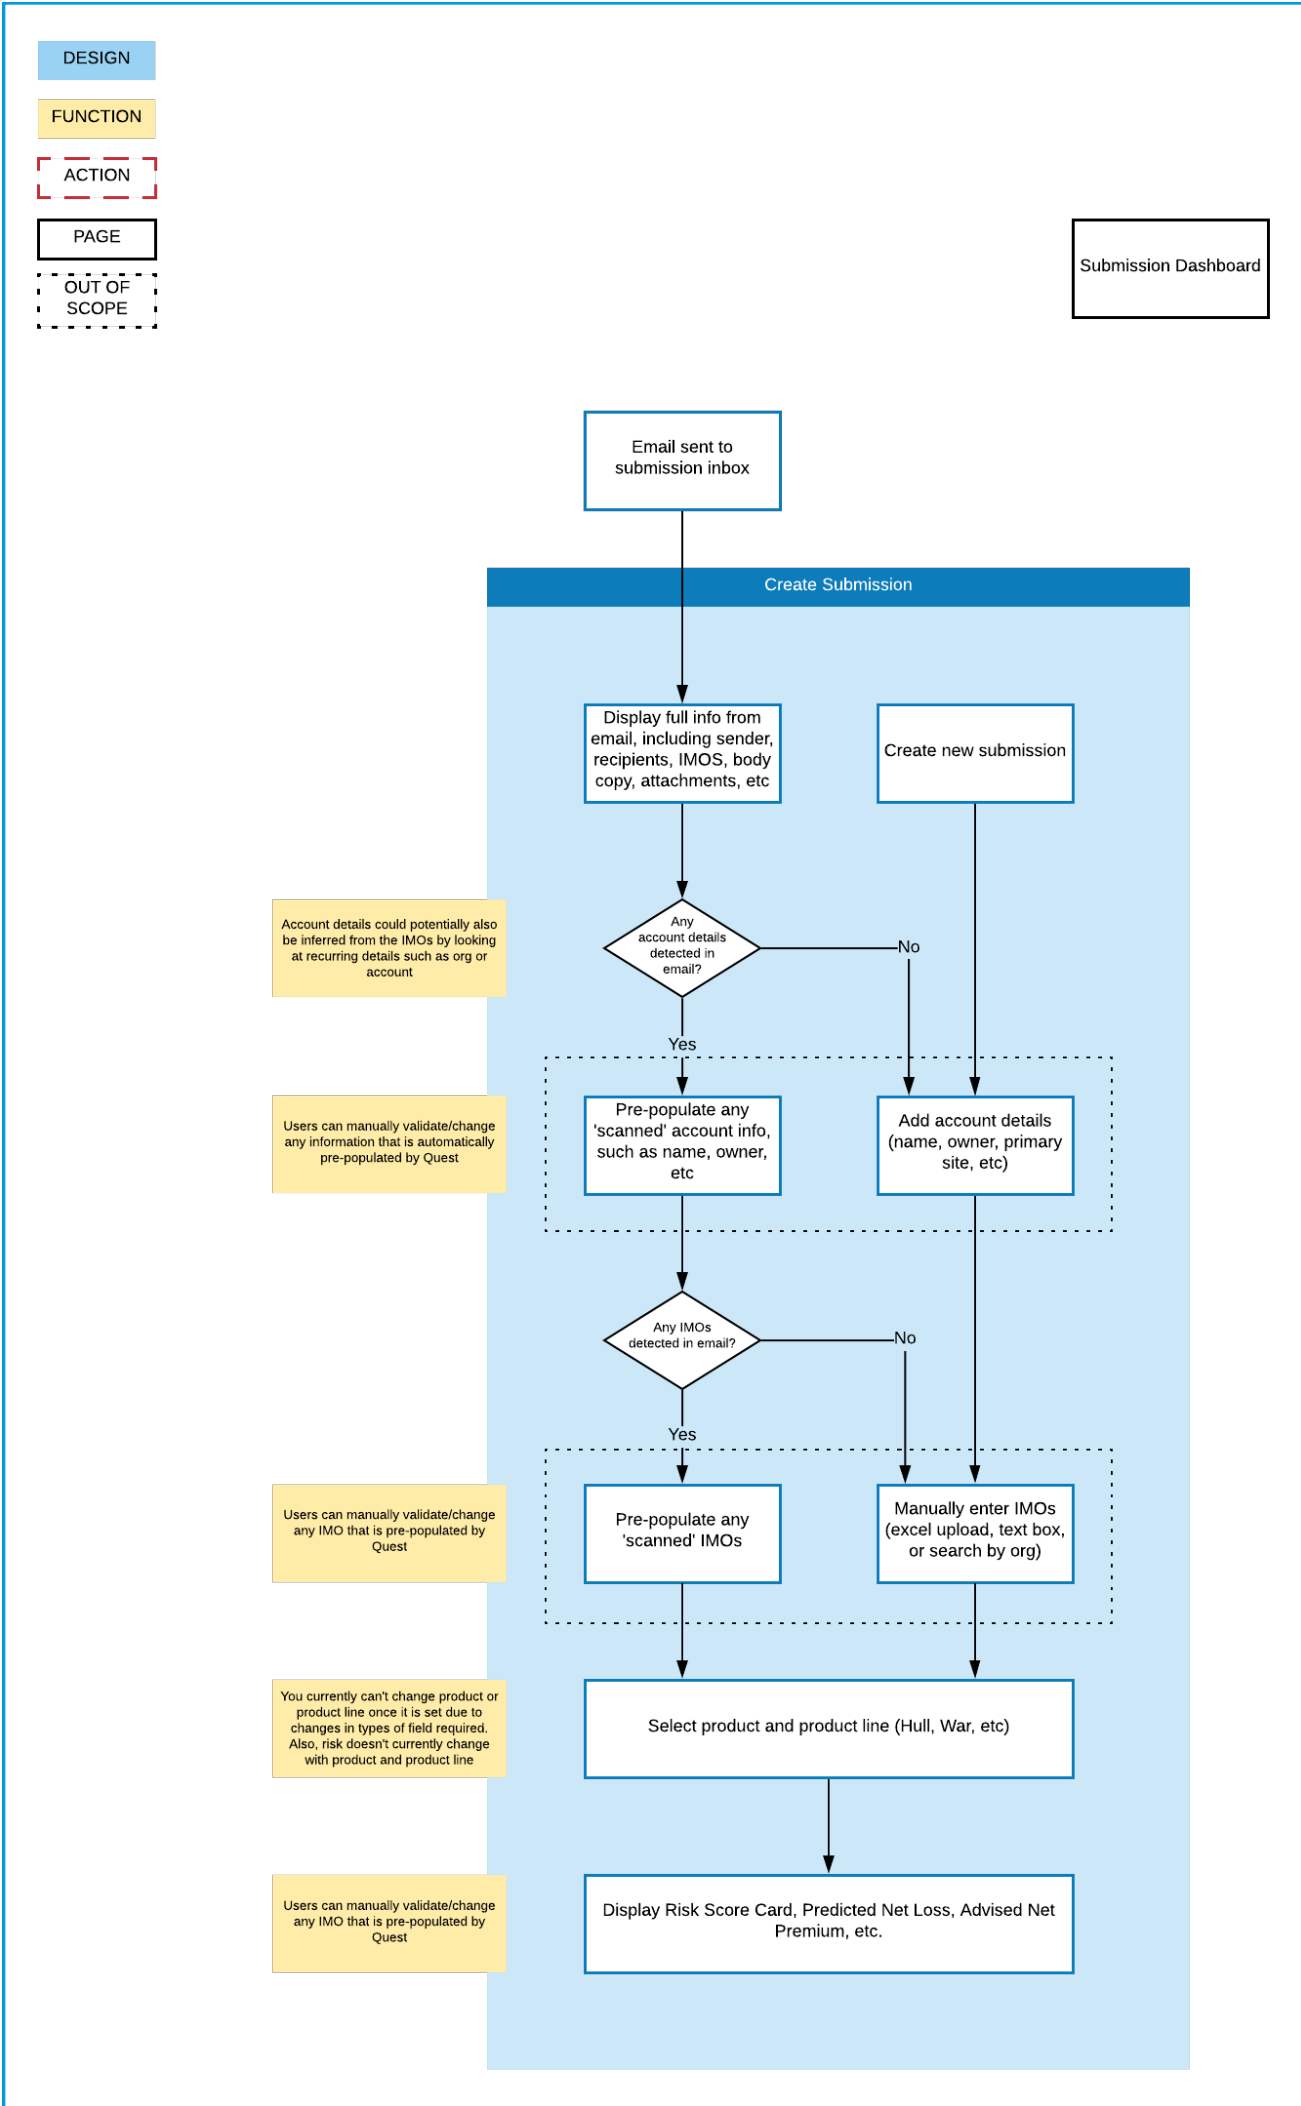 DESIGN
FUNCTION
ACTION
PAGE
OUT OF
SCOPE
Submission Dashboard
Email sent to
submission inbox
Create Submission
Display full info from
email, including sender,
recipients, IMOS, body
copy, attachments, etc
Create new submission
Account details could potentially also
be inferred from the IMOs by looking
at recurring details such as org or
account
Any
account details
detected in
email?
No
Yes
Users can manually validate/change
any information that is automatically
pre-populated by Quest
Pre-populate any
'scanned' account info,
such as name, owner,
etc
Add account details
(name, owner, primary
site, etc)
Any IMOs
detected in email?
No
Yes
Users can manually validate/change
any IMO that is pre-populated by
Quest
Pre-populate any
'scanned' IMOs
Manually enter IMOs
(excel upload, text box,
or search by org)
You currently can't change product or
product line once it is set due to
changes in types of field required.
Also, risk doesn't currently change
with product and product line
Select product and product line (Hull, War, etc)
Users can manually validate/change
any IMO that is pre-populated by
Quest
Display Risk Score Card, Predicted Net Loss, Advised Net
Premium, etc.